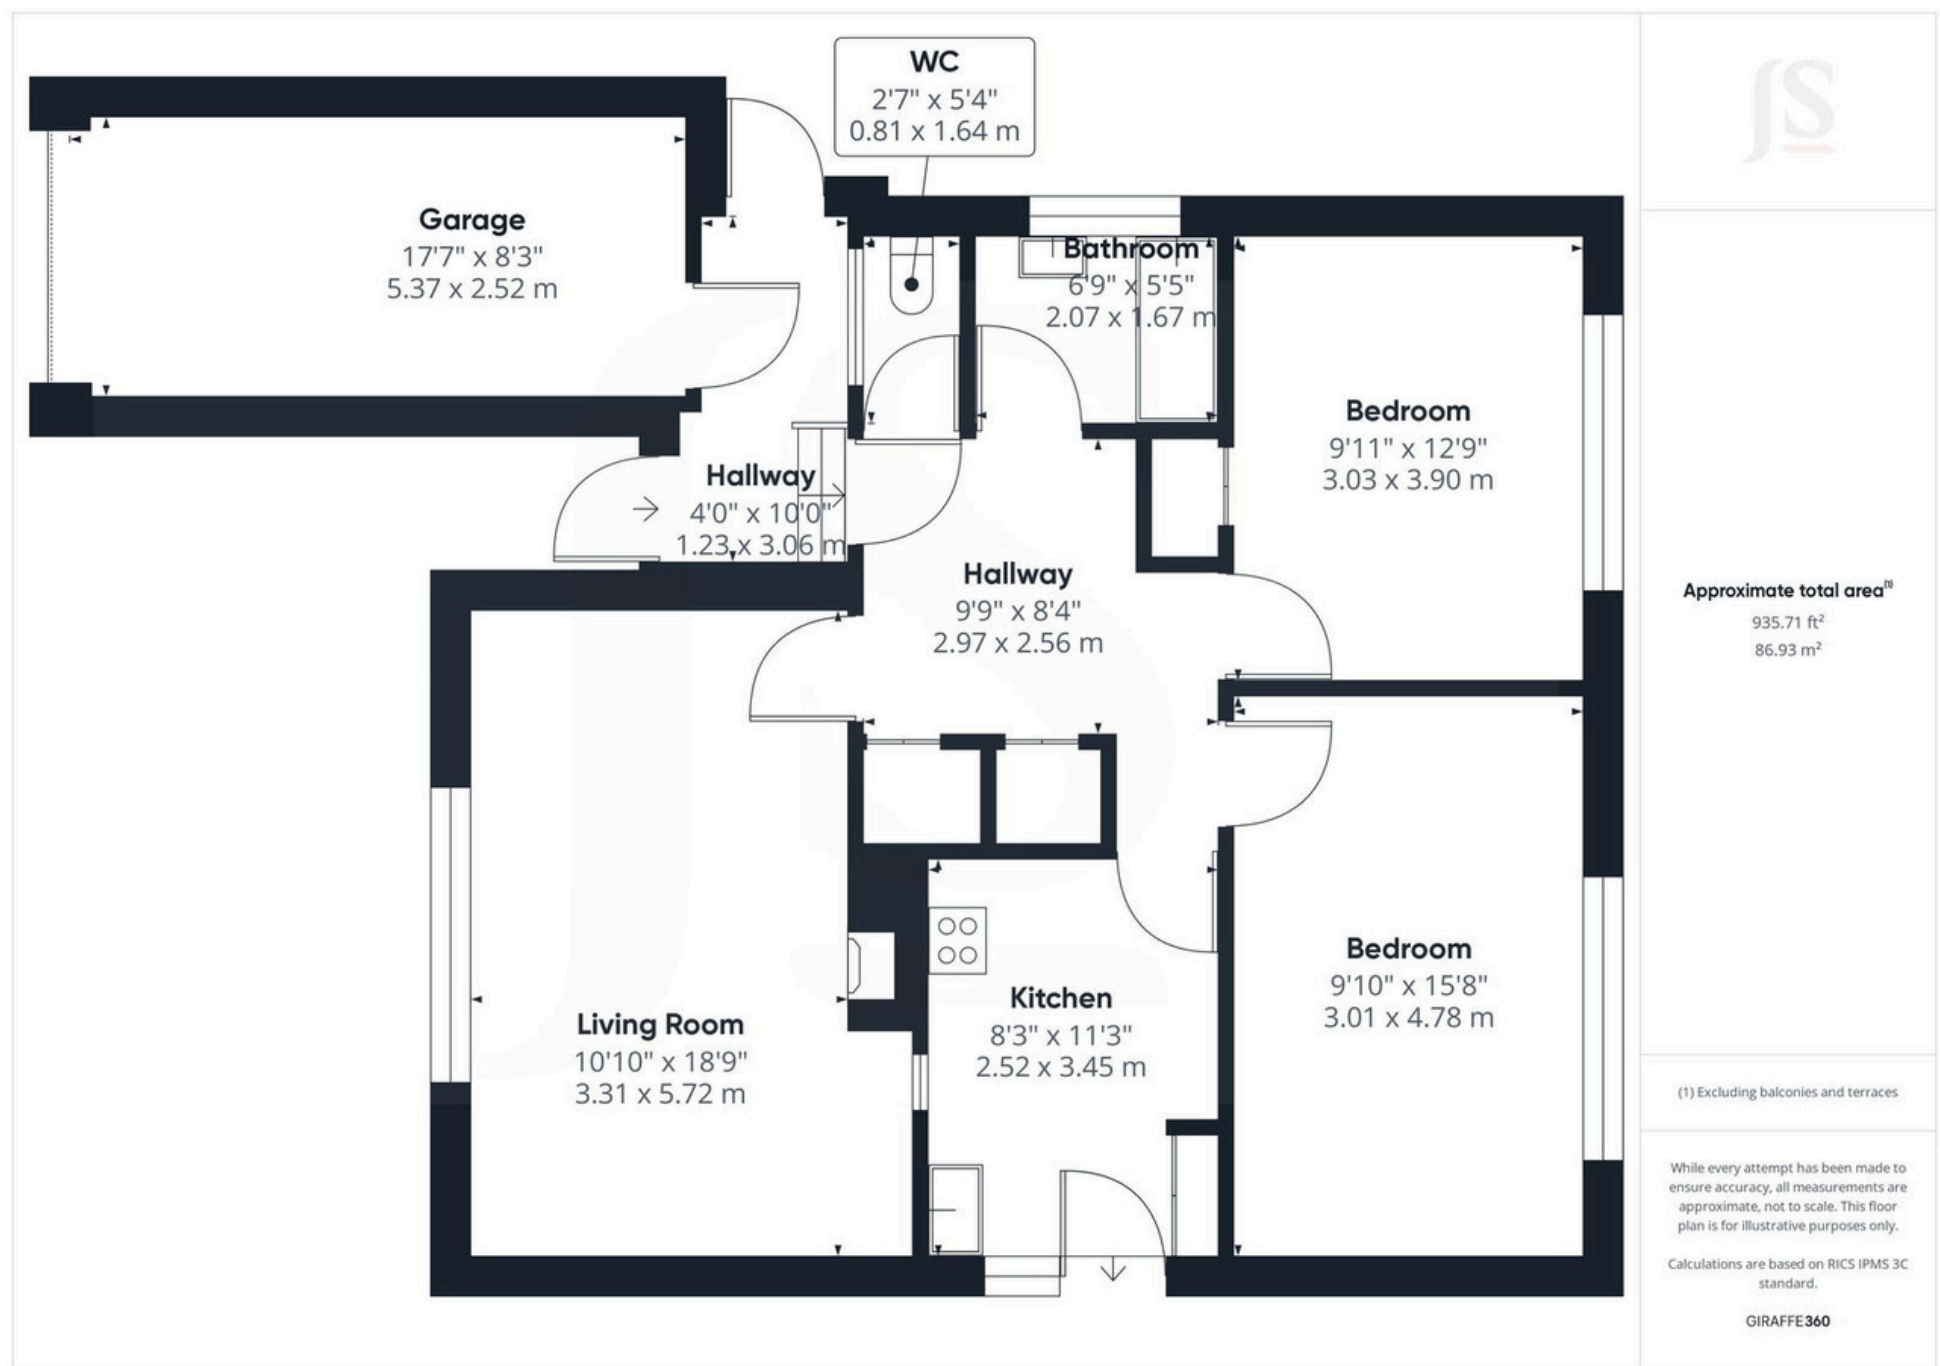 WC
2'7" x 5'4"
0.81 x 1.64 m
Garage
17'7" x 8'3"
5.37 x 2.52 m
Bathroom
6'9" x 5'5"
2.07 x 1.67 m
Bedroom
9'11" x 12'9"
3.03 x 3.90 m
Hallway
4'0" x 10'0"
1.23 x 3.06 m
Hallway
9'9" x 8'4"
2.97 x 2.56 m
Living Room
10'10" x 18'9"
3.31 x 5.72 m
Kitchen
8'3" x 11'3"
2.52 x 3.45 m
Bedroom
9'10" x 15'8"
3.01 x 4.78 m
JS
Approximate total area⁽¹⁾
935.71 ft²
86.93 m²
(1) Excluding balconies and terraces
While every attempt has been made to
ensure accuracy, all measurements are
approximate, not to scale. This floor
plan is for illustrative purposes only.
Calculations are based on RICS IPMS 3C
standard.
GIRAFFE360